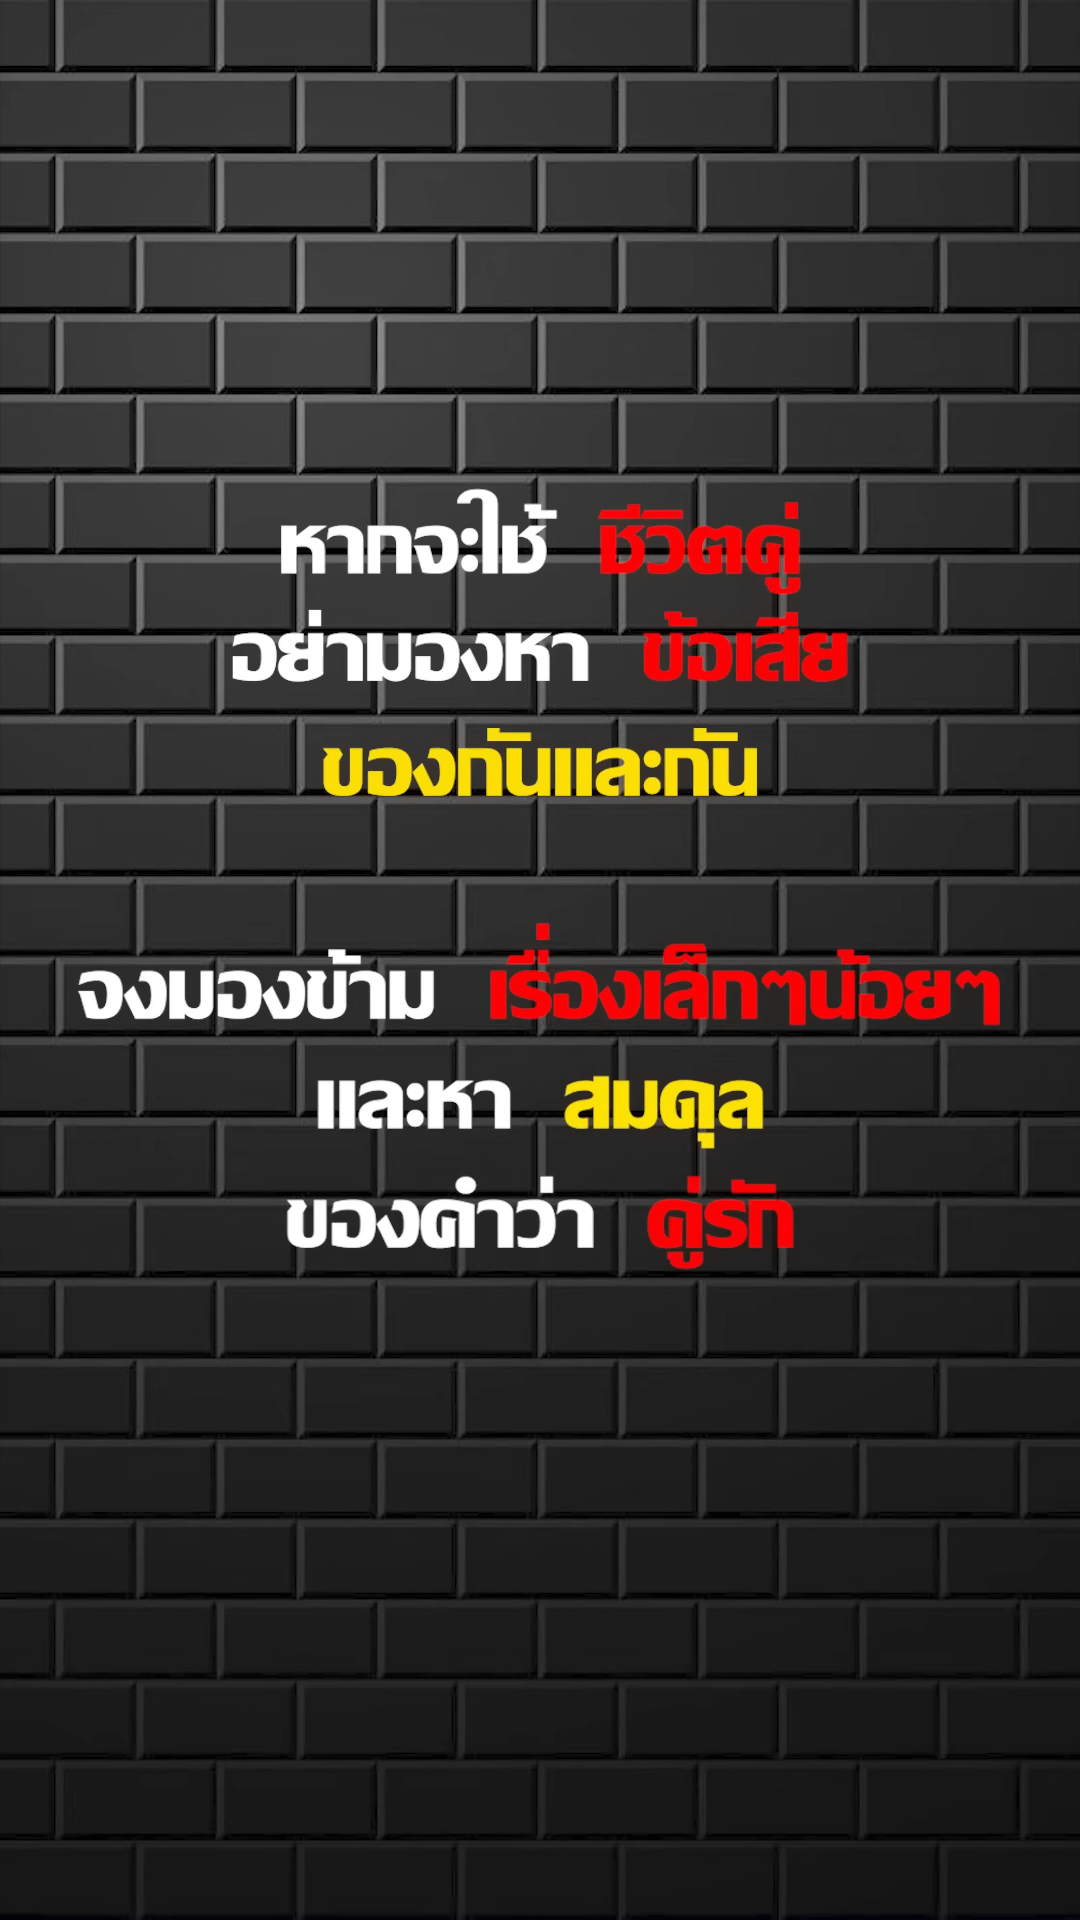 หากจะใช้ ชีวิตคู่
อย่ามองหา ข้อเสีย
ของกันและกัน
จงมองข้าม เรื่องเล็กๆน้อยๆ
และหา สมดุล
ของคำว่า คู่รัก